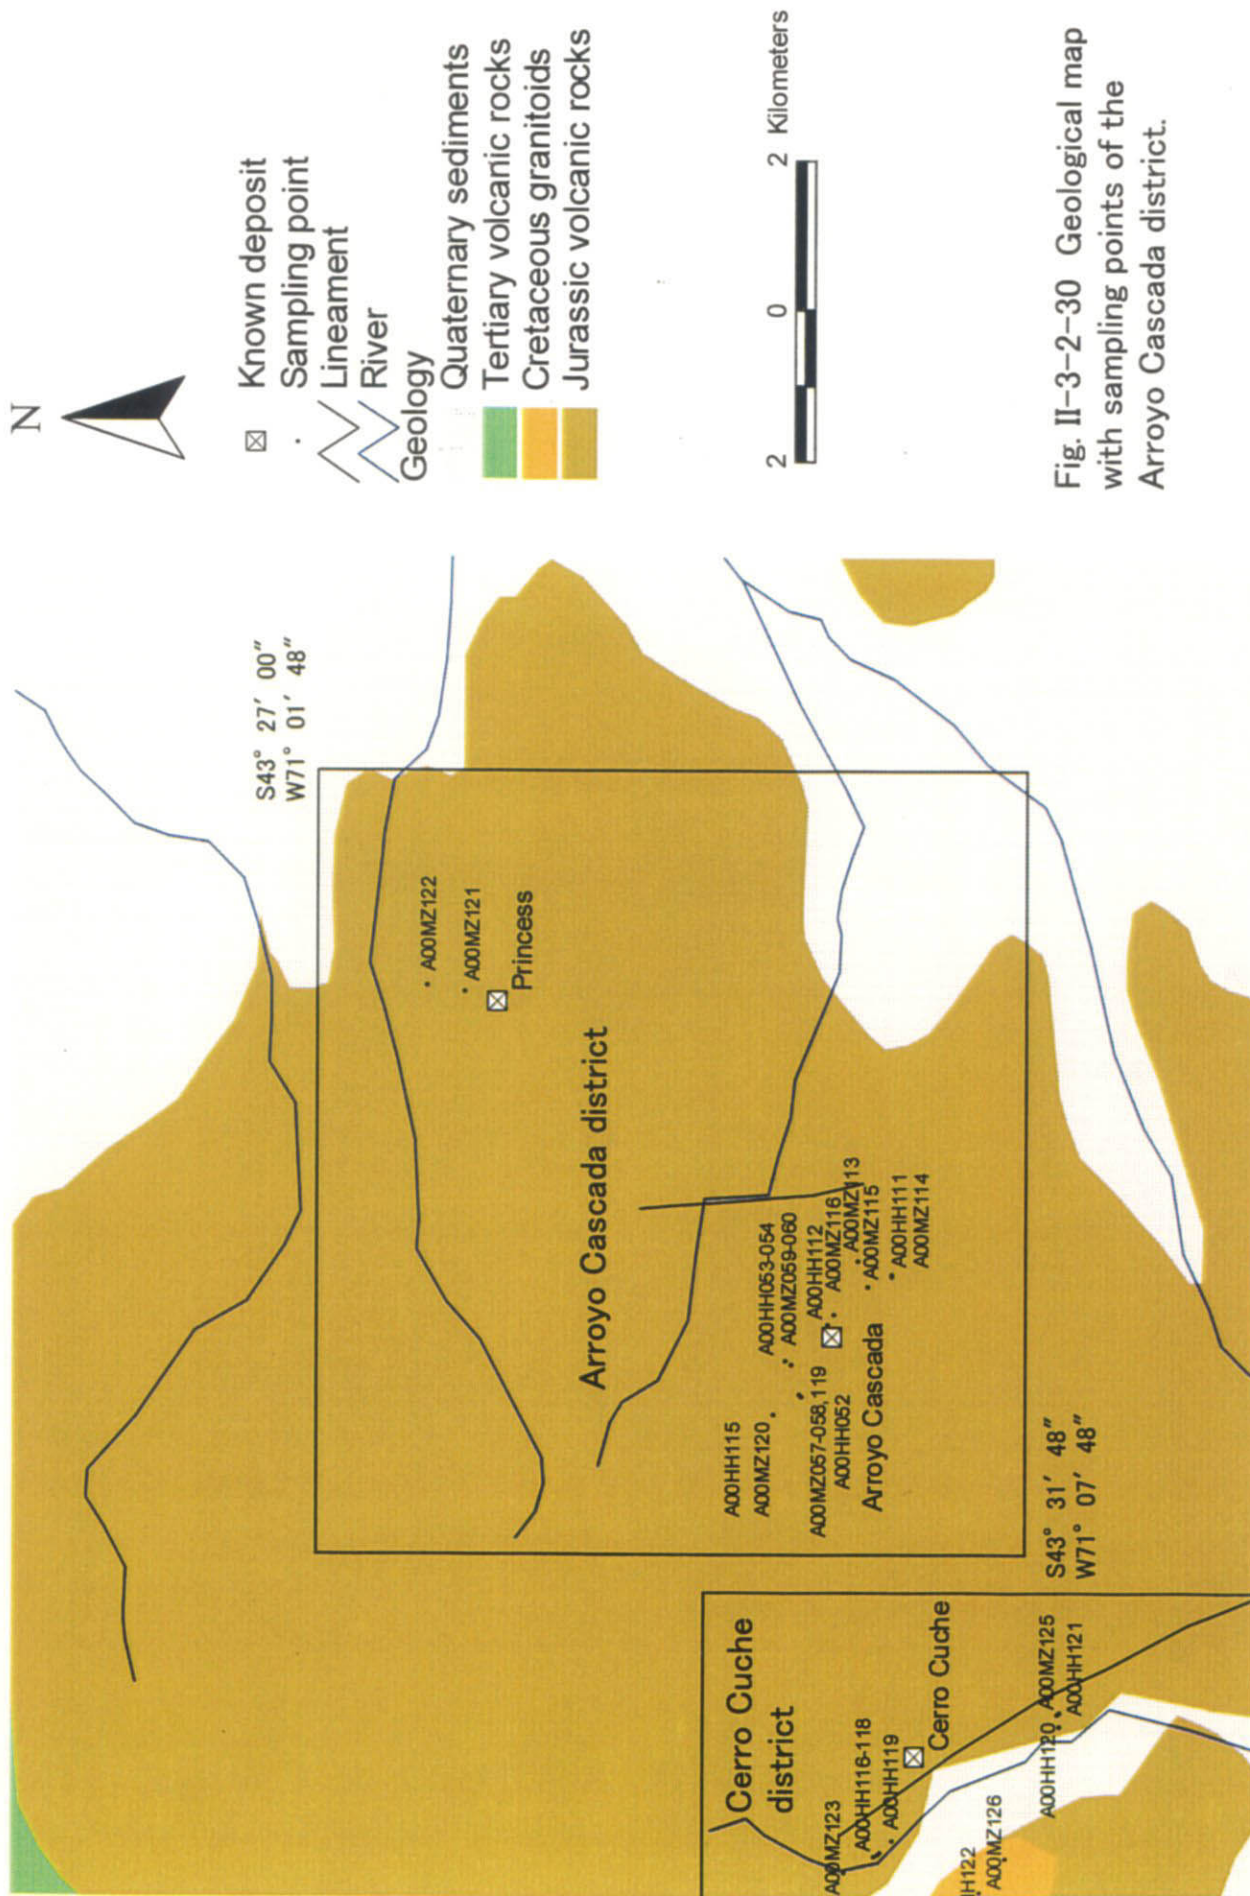 N
Known deposit
Sampling point
Lineament
River
Geology
Quaternary sediments
Tertiary volcanic rocks
Cretaceous granitoids
Jurassic volcanic rocks
2 0 2 Kilometers
Fig. II-3-2-30 Geological map
with sampling points of the
Arroyo Cascada district.
S43° 27′ 00″
W71° 01′ 48″
A00MZ122
A00MZ121
Princess
Arroyo Cascada district
A00HH053-054
A00MZ059-060
A00HH112
A00MZ116
A00MZ113
A00MZ115
A00HH111
A00MZ114
A00HH115
A00MZ120
A00MZ057-058,119
A00HH052
Arroyo Cascada
S43° 31′ 48″
W71° 07′ 48″
Cerro Cuche
district
A00MZ123
A00HH116-118
A00HH119
Cerro Cuche
A00HH120
A00MZ125
A00HH121
H122
A00MZ126